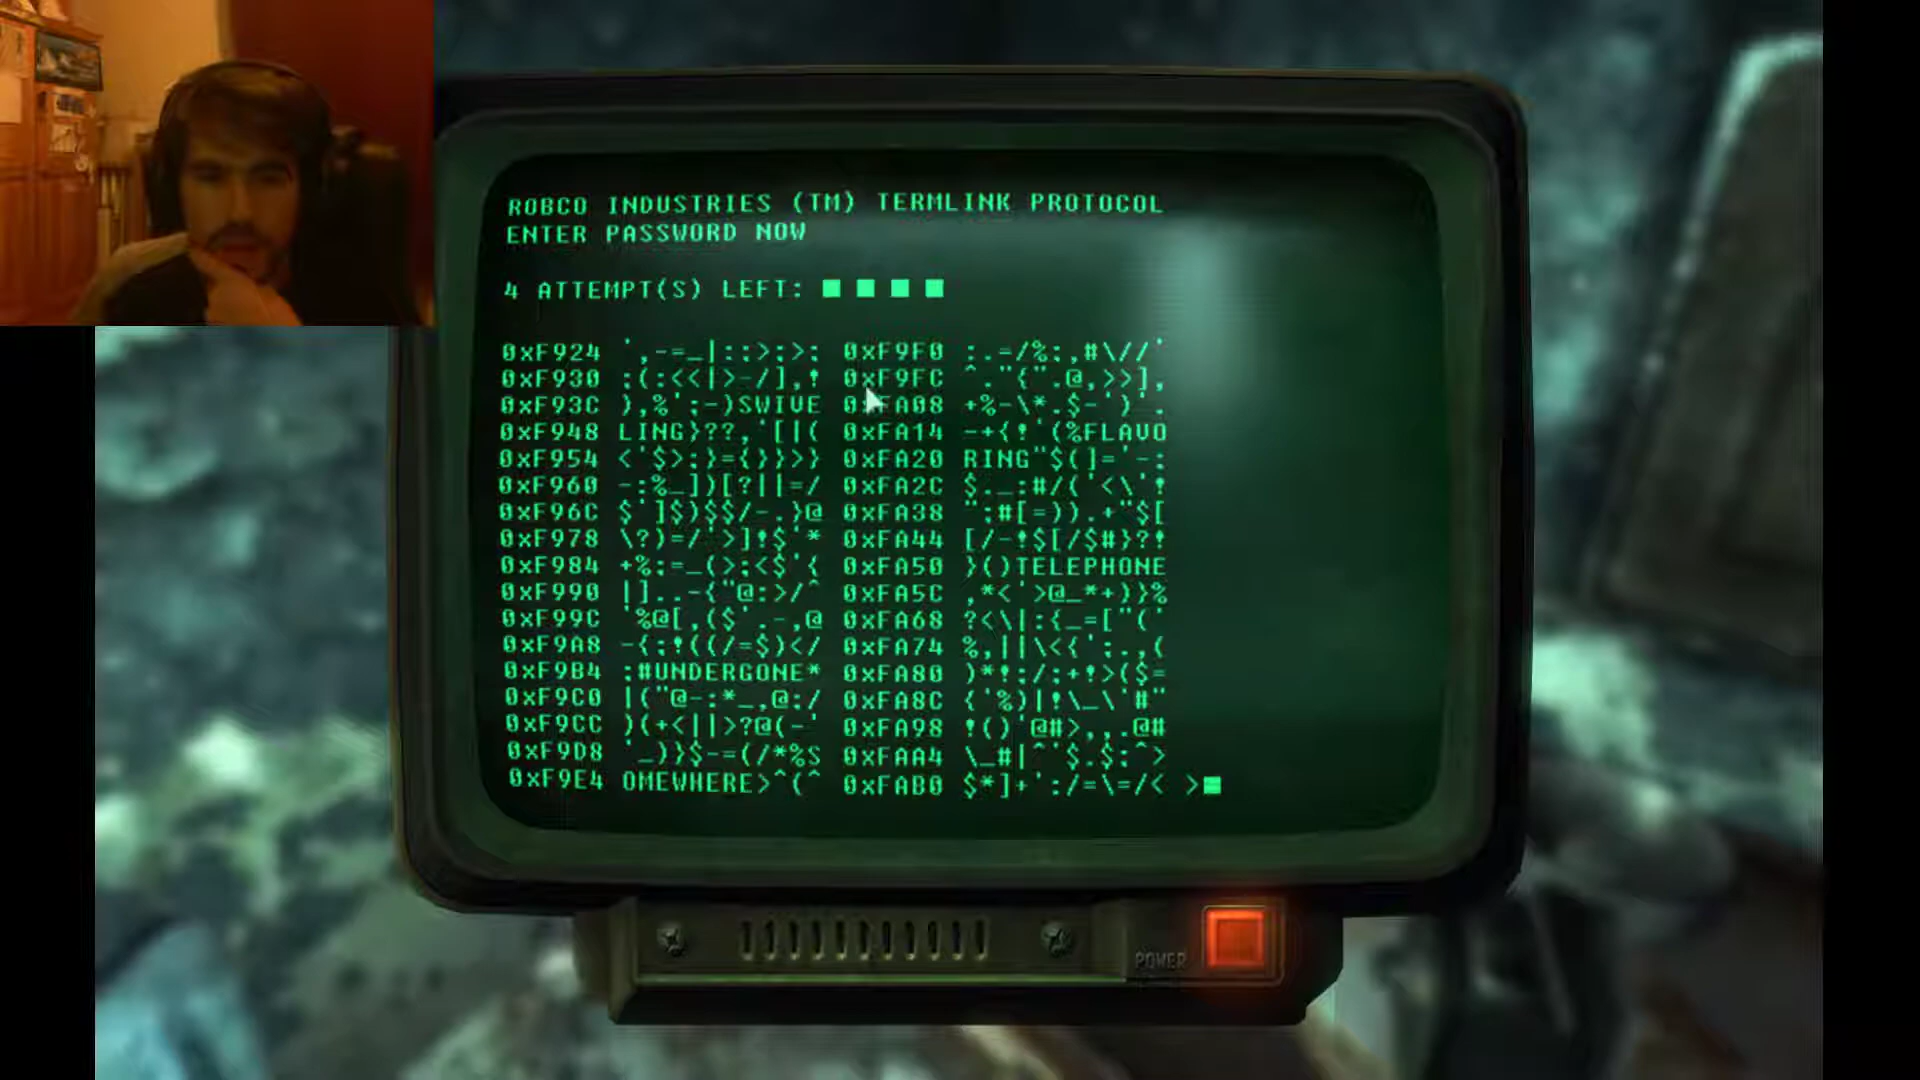 ROBCO INDUSTRIES (TM) TERMLINK PROTOCOL
ENTER PASSWORD NOW
4 ATTEMPT(S) LEFT: ■ ■ ■ ■
0xF924 ',-=_|::>;>; 0xF9F0 :.=/%:,#\//'
0xF930 ;(:<<|>-/],! 0xF9FC ^."{".@,>>],
0xF93C ),%';-)SWIVE 0xFA08 +%-\*.$-')'.
0xF948 LING}??,'[|( 0xFA14 -+{!'(%FLAVO
0xF954 <'$>:}={}}>} 0xFA20 RING"$(]='-:
0xF960 -:%_])[?||=/ 0xFA2C $._:#/('<\'!
0xF96C $']$)$$/-.}@ 0xFA38 ";#[=)).+"$[
0xF978 \?)=/'>]!$'* 0xFA44 [/-!$[/$#}?!
0xF984 +%:=_(>;<$'{ 0xFA50 }()TELEPHONE
0xF990 |]..-{"@:>/^ 0xFA5C ,*<'>@_*+)}%
0xF99C '%@[,($'.-,@ 0xFA68 ?<\|:{_=["('
0xF9A8 -{;!((/=$)</ 0xFA74 %,||\<{';.,(
0xF9B4 :#UNDERGONE* 0xFA80 )*!:/;+!>($=
0xF9C0 |("@-:*_,@:/ 0xFA8C {'%)|!\_\'#"
0xF9CC )(+<||>?@(-' 0xFA98 !()'@#>,,.@#
0xF9D8 '_)}$-=(/*%S 0xFAA4 \_#|^'$.$:^>
0xF9E4 OMEWHERE>^(^ 0xFAB0 $*]+':/=\=/< >■
POWER